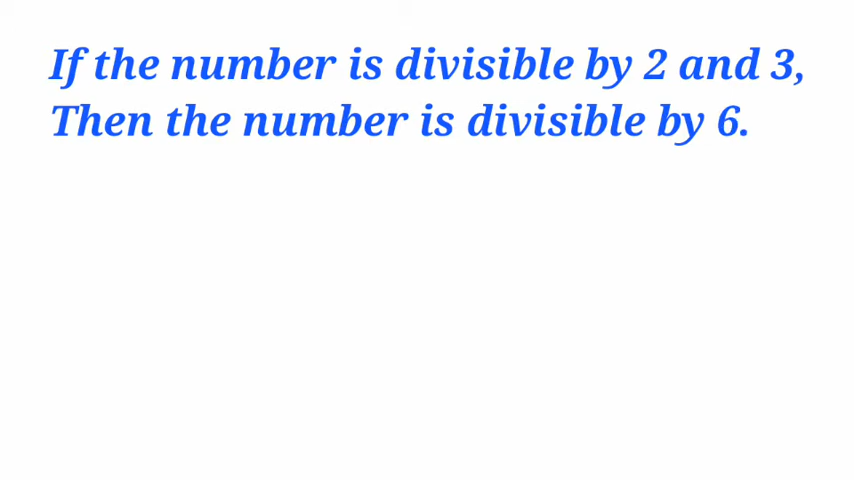 If the number is divisible by 2 and 3,
Then the number is divisible by 6.